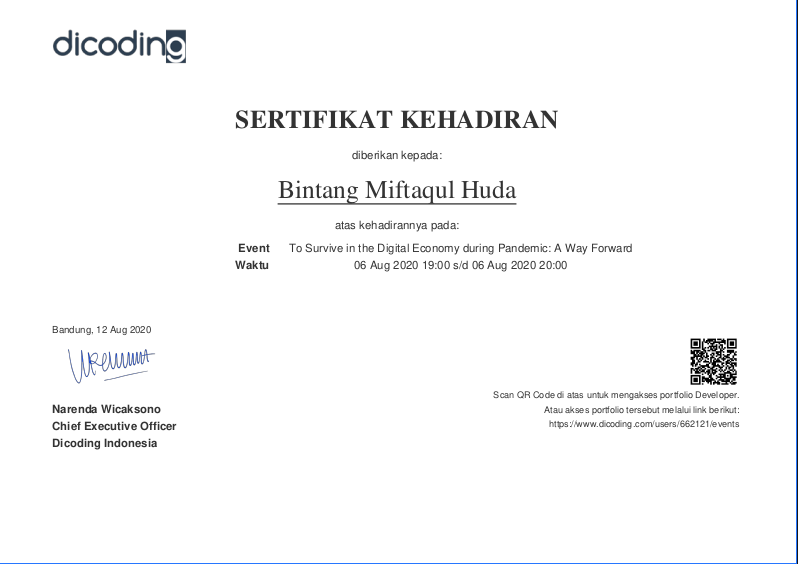 dicoding
SERTIFIKAT KEHADIRAN
diberikan kepada:
Bintang Miftaqul Huda
atas kehadirannya pada:
Event To Survive in the Digital Economy during Pandemic: A Way Forward
Waktu 06 Aug 2020 19:00 s/d 06 Aug 2020 20:00
Bandung, 12 Aug 2020
Narenda Wicaksono
Chief Executive Officer
Dicoding Indonesia
Scan QR Code di atas untuk mengakses portfolio Developer.
Atau akses portfolio tersebut melalui link berikut:
https://www.dicoding.com/users/662121/events